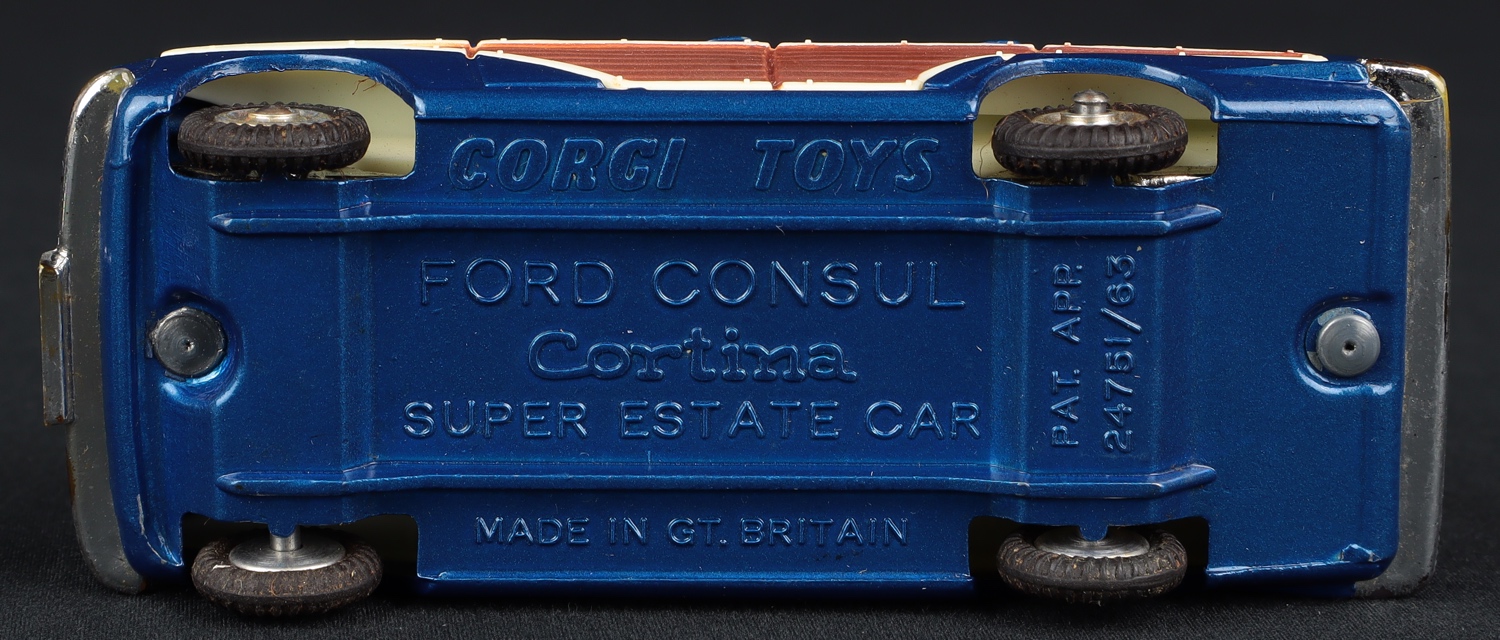 CORGI TOYS
FORD CONSUL
Cortina
SUPER ESTATE CAR
MADE IN GT. BRITAIN
PAT. APP.
24751/63